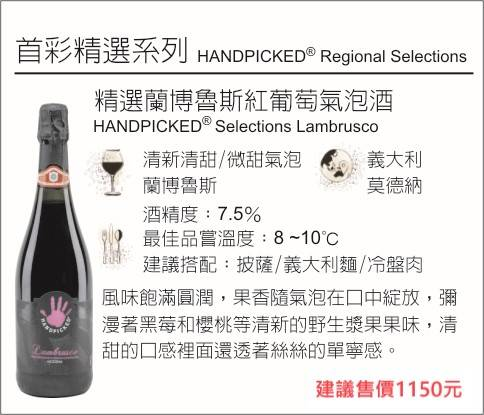 首彩精選系列 HANDPICKED® Regional Selections
精選蘭博魯斯紅葡萄氣泡酒
HANDPICKED® Selections Lambrusco
清新清甜/微甜氣泡
蘭博魯斯
義大利
莫德納
酒精度：7.5%
最佳品嘗溫度：8 ~10℃
建議搭配：披薩/義大利麵/冷盤肉
風味飽滿圓潤，果香隨氣泡在口中綻放，彌
漫著黑莓和櫻桃等清新的野生漿果果味，清
甜的口感裡面還透著絲絲的單寧感。
建議售價1150元
HANDPICKED
Lambrusco